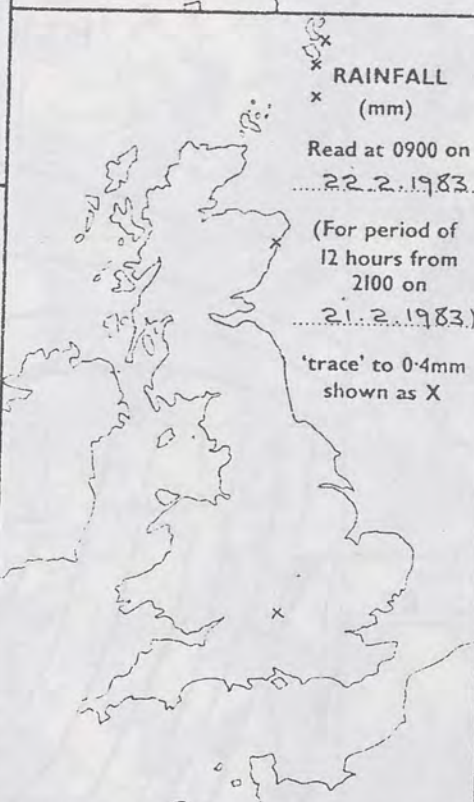 RAINFALL
(mm)
Read at 0900 on
22.2.1983
(For period of
12 hours from
2100 on
21.2.1983)
'trace' to 0·4mm
shown as X